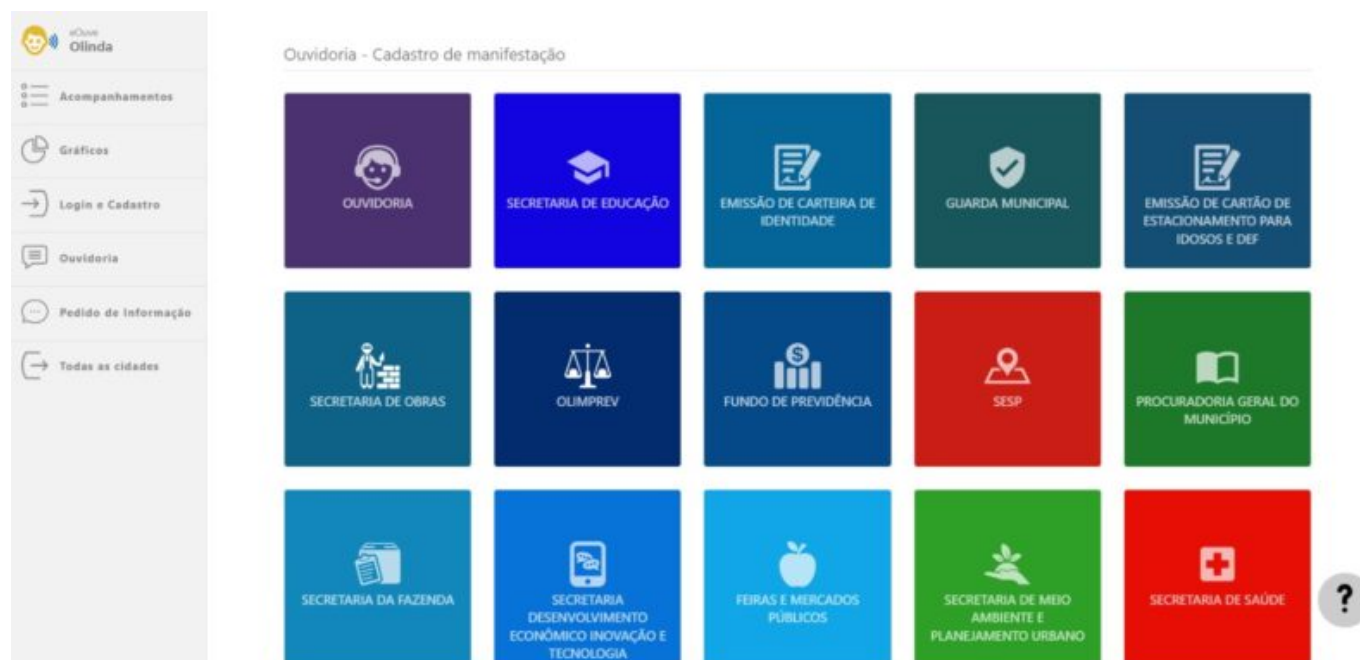 eOuve
Olinda
Acompanhamentos
Gráficos
Login e Cadastro
Ouvidoria
Pedido de Informação
Todas as cidades
Ouvidoria - Cadastro de manifestação
OUVIDORIA
SECRETARIA DE EDUCAÇÃO
EMISSÃO DE CARTEIRA DE
IDENTIDADE
GUARDA MUNICIPAL
EMISSÃO DE CARTÃO DE
ESTACIONAMENTO PARA
IDOSOS E DEF
SECRETARIA DE OBRAS
OLIMPREV
FUNDO DE PREVIDÊNCIA
SESP
PROCURADORIA GERAL DO
MUNICÍPIO
SECRETARIA DA FAZENDA
SECRETARIA
DESENVOLVIMENTO
ECONÔMICO INOVAÇÃO E
TECNOLOGIA
FEIRAS E MERCADOS
PÚBLICOS
SECRETARIA DE MEIO
AMBIENTE E
PLANEJAMENTO URBANO
SECRETARIA DE SAÚDE
?